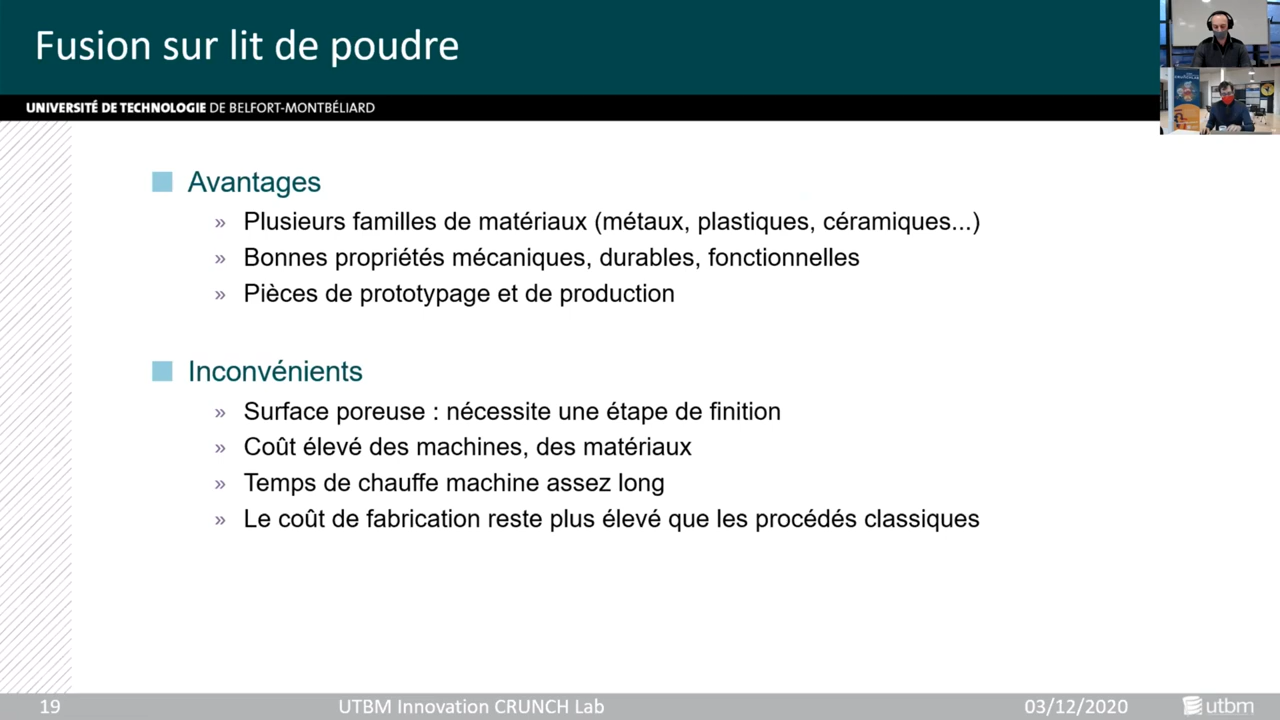 Fusion sur lit de poudre
UNIVERSITÉ DE TECHNOLOGIE DE BELFORT-MONTBÉLIARD
Avantages
» Plusieurs familles de matériaux (métaux, plastiques, céramiques...)
» Bonnes propriétés mécaniques, durables, fonctionnelles
» Pièces de prototypage et de production
Inconvénients
» Surface poreuse : nécessite une étape de finition
» Coût élevé des machines, des matériaux
» Temps de chauffe machine assez long
» Le coût de fabrication reste plus élevé que les procédés classiques
19
UTBM Innovation CRUNCH Lab
03/12/2020
utbm